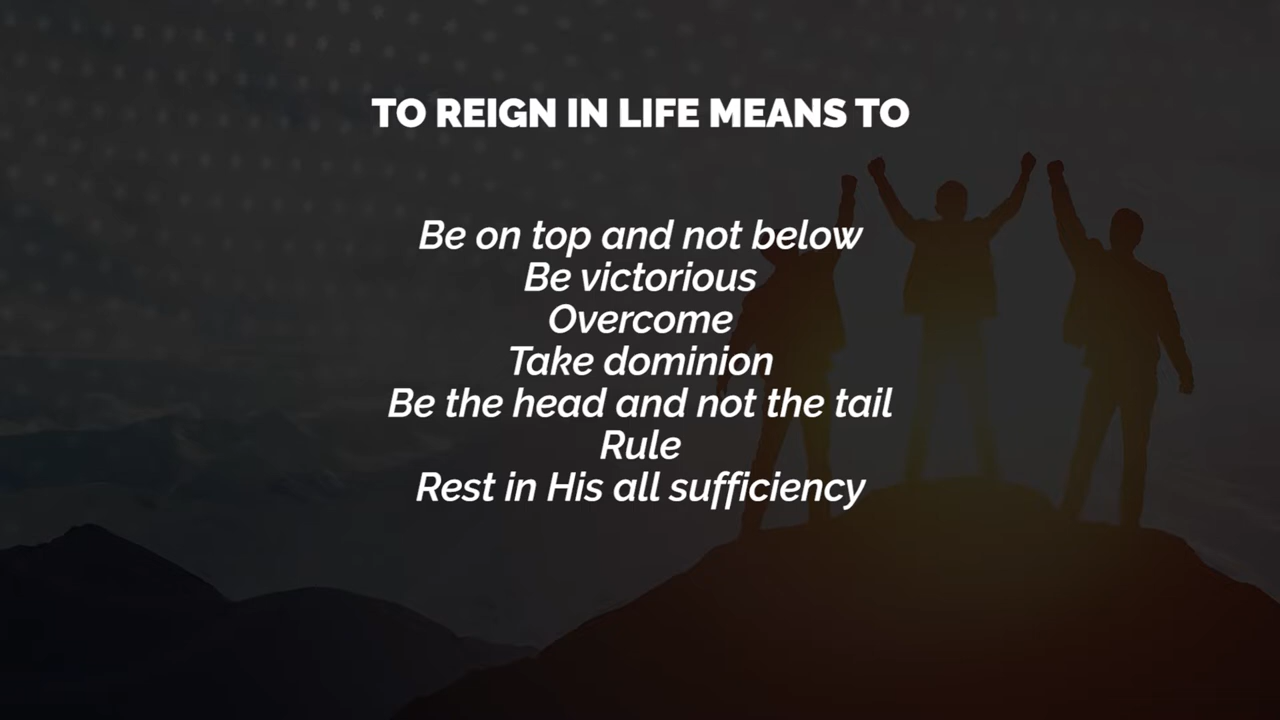 TO REIGN IN LIFE MEANS TO
Be on top and not below
Be victorious
Overcome
Take dominion
Be the head and not the tail
Rule
Rest in His all sufficiency